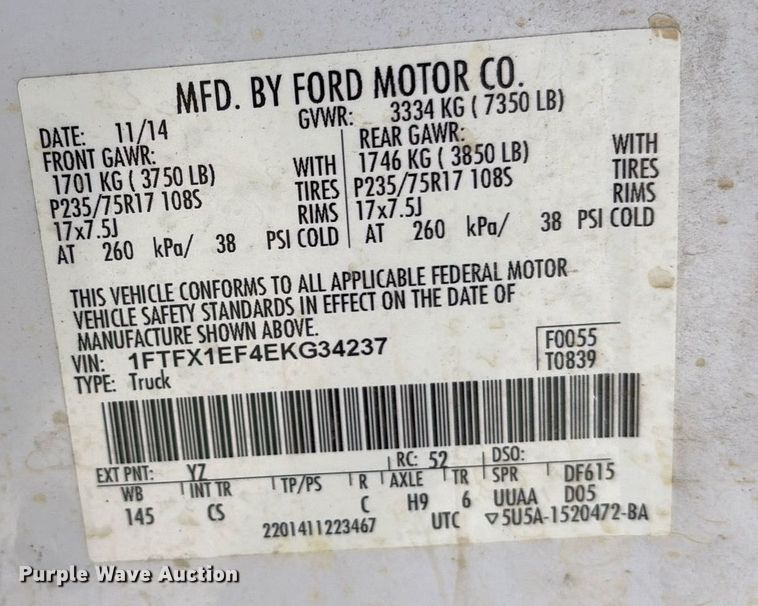 MFD. BY FORD MOTOR CO.
DATE: 11/14 GVWR: 3334 KG ( 7350 LB)
FRONT GAWR: REAR GAWR:
1701 KG ( 3750 LB) WITH 1746 KG ( 3850 LB) WITH
P235/75R17 108S TIRES P235/75R17 108S TIRES
17x7.5J RIMS 17x7.5J RIMS
AT 260 kPa/ 38 PSI COLD AT 260 kPa/ 38 PSI COLD
THIS VEHICLE CONFORMS TO ALL APPLICABLE FEDERAL MOTOR
VEHICLE SAFETY STANDARDS IN EFFECT ON THE DATE OF
MANUFACTURE SHOWN ABOVE.
VIN: 1FTFX1EF4EKG34237 F0055
TYPE: Truck T0839
EXT PNT: YZ RC: 52 DSO:
WB INT TR TP/PS R AXLE TR SPR DF615
145 CS C H9 6 UUAA D05
2201411223467 UTC ▽5U5A-1520472-BA
Purple Wave Auction